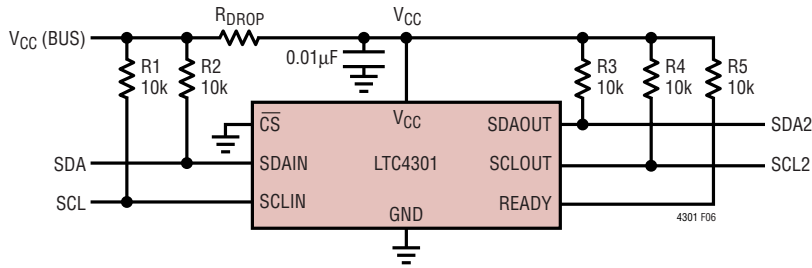 RDROP
VCC
VCC (BUS)
0.01μF
R1
10k
R2
10k
R3
10k
R4
10k
R5
10k
CS
VCC
SDAOUT
SDA2
SDA
SDAIN
LTC4301
SCLOUT
SCL2
SCL
SCLIN
GND
READY
4301 F06